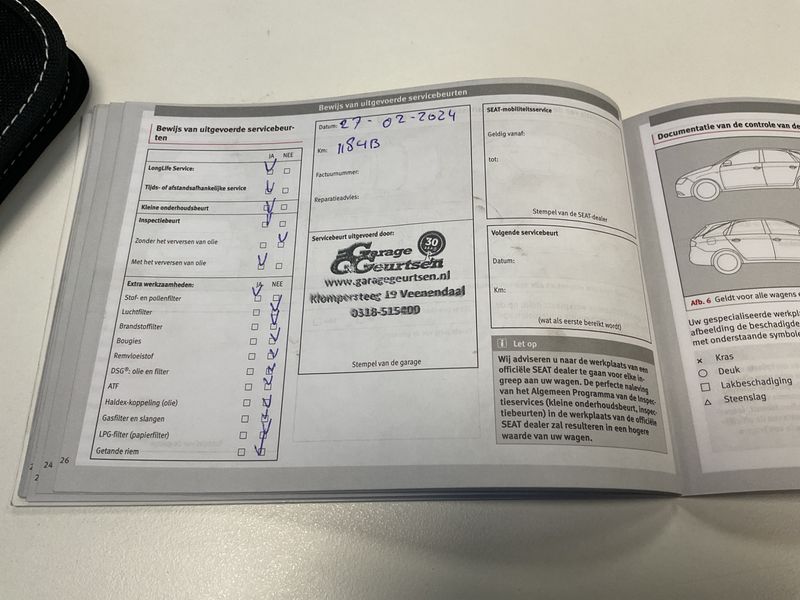 Bewijs van uitgevoerde servicebeurten
Bewijs van uitgevoerde servicebeur-
ten
JA NEE
LongLife Service:
Tijds- of afstandsafhankelijke service
Kleine onderhoudsbeurt
Inspectiebeurt
Zonder het verversen van olie
Met het verversen van olie
Extra werkzaamheden: JA NEE
Stof- en pollenfilter
Luchtfilter
Brandstoffilter
Bougies
Remvloeistof
DSG®: olie en filter
ATF
Haldex-koppeling (olie)
Gasfilter en slangen
LPG-filter (papierfilter)
Getande riem
Datum: 27-02-2024
Km:
Factuurnummer:
Reparatieadvies:
Servicebeurt uitgevoerd door:
30
Garage
Geurtsen
www.garagegeurtsen.nl
Klompersteeg 19 Veenendaal
0318-515400
Stempel van de garage
SEAT-mobiliteitsservice
Geldig vanaf:
tot:
Stempel van de SEAT-dealer
Volgende servicebeurt
Datum:
Km:
(wat als eerste bereikt wordt)
i Let op
Wij adviseren u naar de werkplaats van een
officiële SEAT dealer te gaan voor elke in-
greep aan uw wagen. De perfecte naleving
van het Algemeen Programma van de Inspec-
tieservices (kleine onderhoudsbeurt, inspec-
tiebeurten) in de werkplaats van de officiële
SEAT dealer zal resulteren in een hogere
waarde van uw wagen.
24 26
2
Documentatie van de controle van de
Afb. 6 Geldt voor alle wagens
Uw gespecialiseerde werkpl
afbeelding de beschadigde
met onderstaande symbole
× Kras
○ Deuk
□ Lakbeschadiging
△ Steenslag